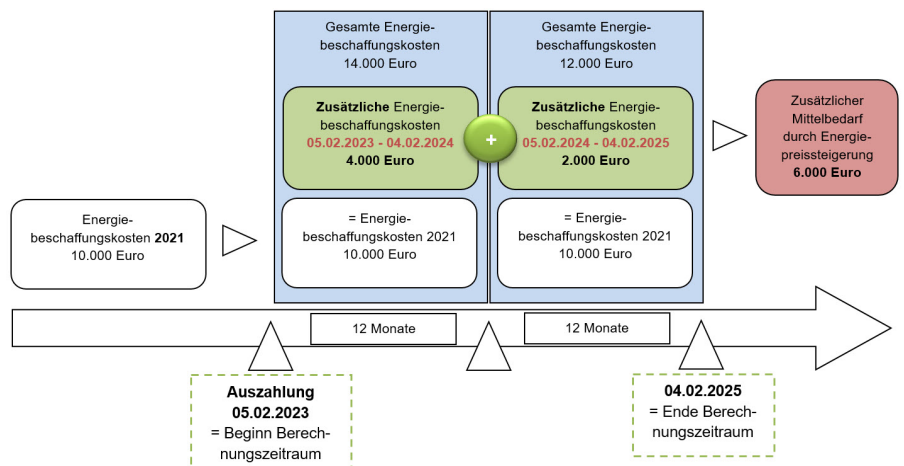 Gesamte Energie-
beschaffungskosten
14.000 Euro
Gesamte Energie-
beschaffungskosten
12.000 Euro
Zusätzliche Energie-
beschaffungskosten
05.02.2023 - 04.02.2024
4.000 Euro
+
Zusätzliche Energie-
beschaffungskosten
05.02.2024 - 04.02.2025
2.000 Euro
Zusätzlicher
Mittelbedarf
durch Energie-
preissteigerung
6.000 Euro
Energie-
beschaffungskosten 2021
10.000 Euro
= Energie-
beschaffungskosten 2021
10.000 Euro
= Energie-
beschaffungskosten 2021
10.000 Euro
12 Monate
12 Monate
Auszahlung
05.02.2023
= Beginn Berech-
nungszeitraum
04.02.2025
= Ende Berech-
nungszeitraum